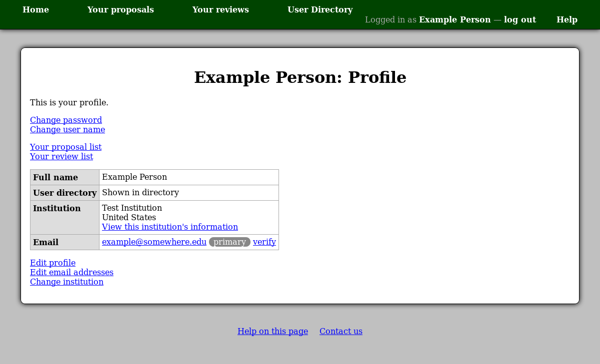 Home Your proposals Your reviews User Directory
Logged in as Example Person — log out Help
Example Person: Profile
This is your profile.
Change password
Change user name
Your proposal list
Your review list
Full name Example Person
User directory Shown in directory
Institution Test Institution
United States
View this institution's information
Email example@somewhere.edu primary verify
Edit profile
Edit email addresses
Change institution
Help on this page Contact us